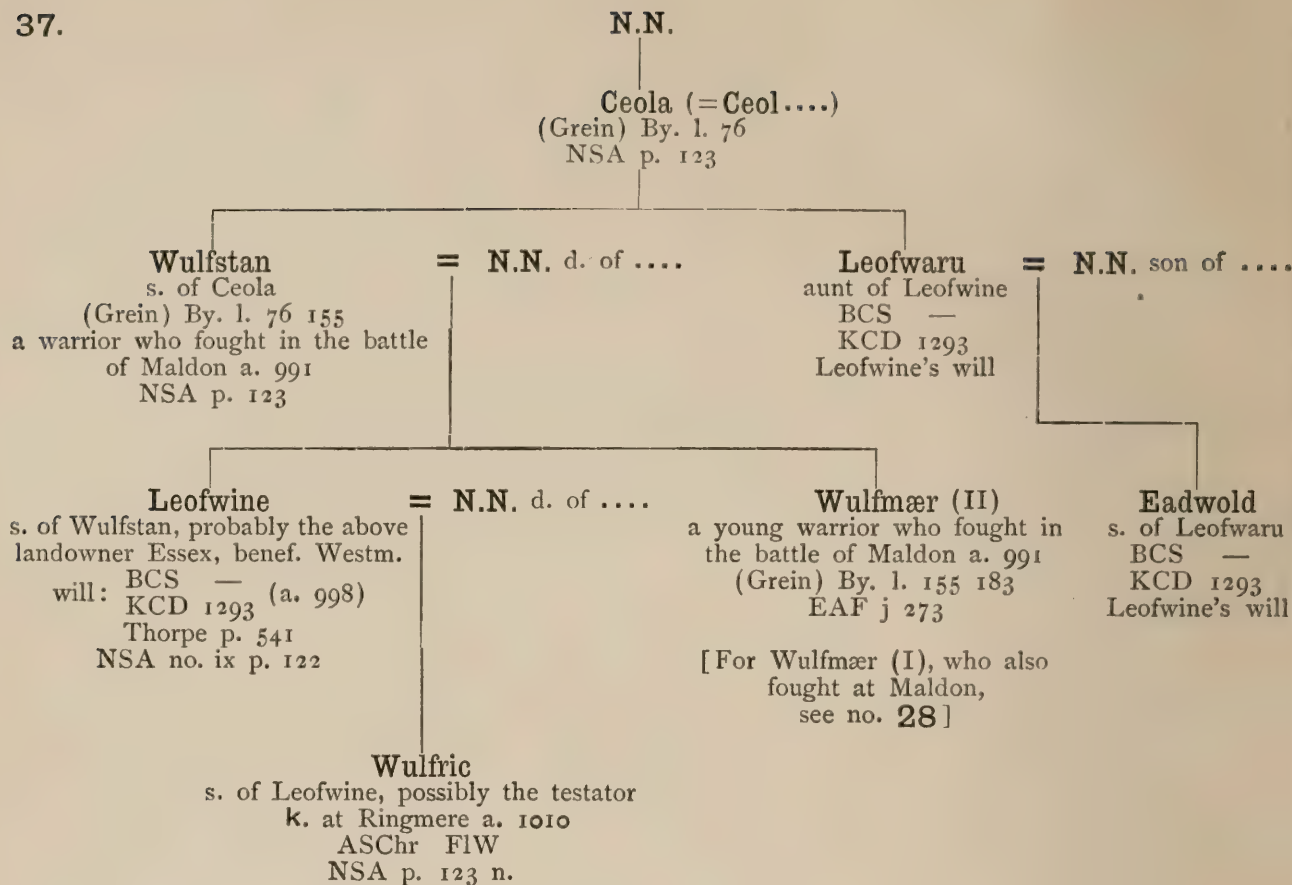 37.
N.N.
Ceola (=Ceol....)
(Grein) By. l. 76
NSA p. 123
Wulfstan
s. of Ceola
(Grein) By. l. 76 155
a warrior who fought in the battle
of Maldon a. 991
NSA p. 123
= N.N. d. of ....
Leofwaru
aunt of Leofwine
BCS —
KCD 1293
Leofwine's will
= N.N. son of ....
Leofwine
s. of Wulfstan, probably the above
landowner Essex, benef. Westm.
will: BCS —
KCD 1293 (a. 998)
Thorpe p. 541
NSA no. ix p. 122
= N.N. d. of ....
Wulfmær (II)
a young warrior who fought in
the battle of Maldon a. 991
(Grein) By. l. 155 183
EAF j 273
[For Wulfmær (I), who also
fought at Maldon,
see no. 28]
Eadwold
s. of Leofwaru
BCS —
KCD 1293
Leofwine's will
Wulfric
s. of Leofwine, possibly the testator
k. at Ringmere a. 1010
ASChr FlW
NSA p. 123 n.